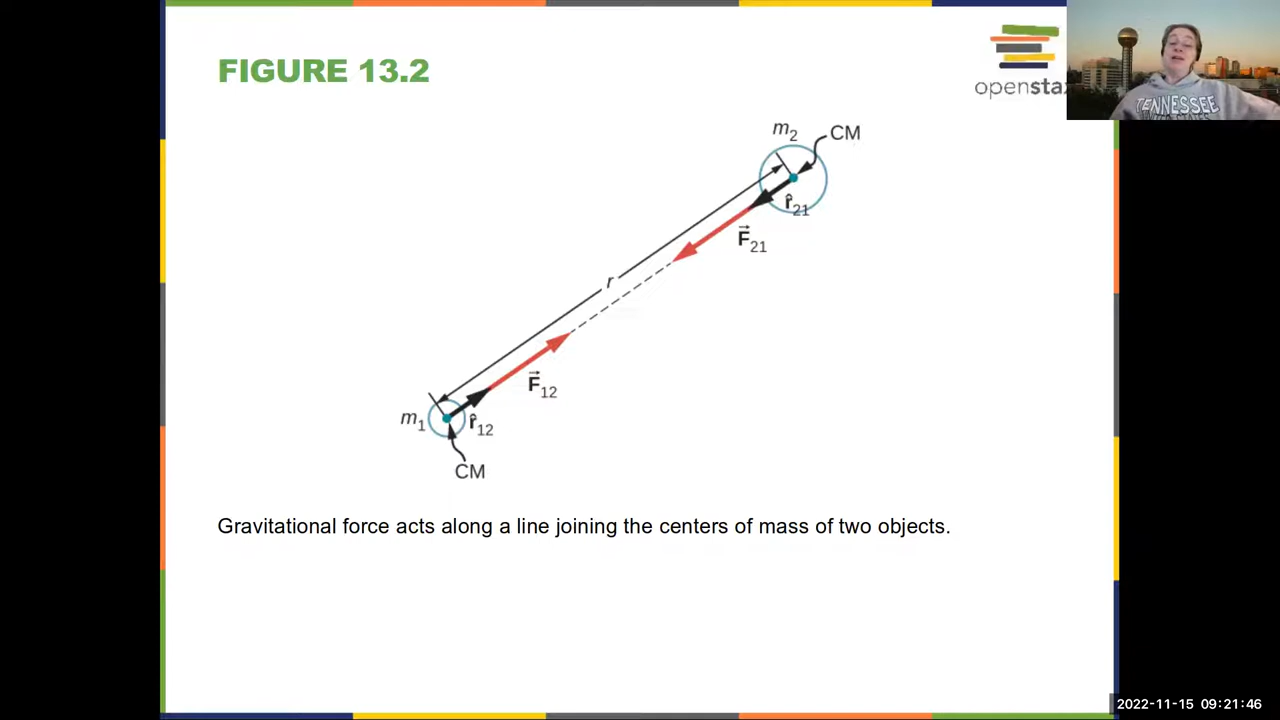 FIGURE 13.2
openstax
TENNESSEE
m₂
CM
r̂₂₁
F⃗₂₁
r
F⃗₁₂
m₁
r̂₁₂
CM
Gravitational force acts along a line joining the centers of mass of two objects.
2022-11-15 09:21:46